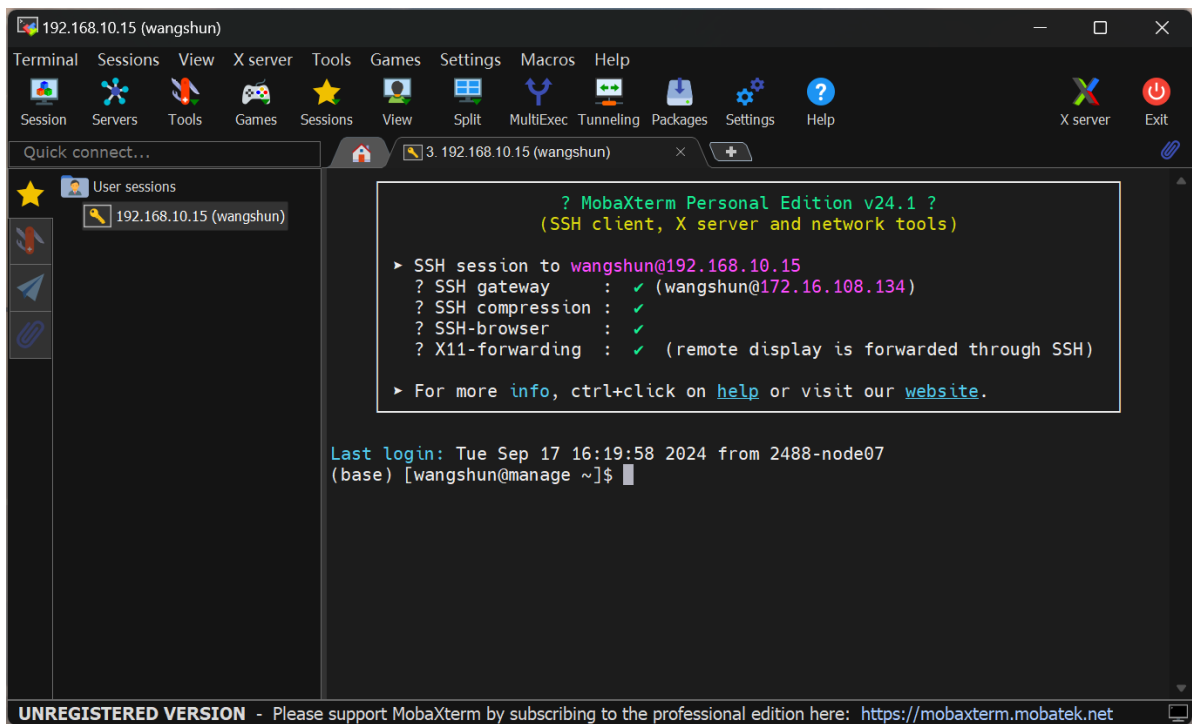 192.168.10.15 (wangshun)
Terminal Sessions View X server Tools Games Settings Macros Help
Session Servers Tools Games Sessions View Split MultiExec Tunneling Packages Settings Help X server Exit
Quick connect...
3. 192.168.10.15 (wangshun)
User sessions
192.168.10.15 (wangshun)
? MobaXterm Personal Edition v24.1 ?
(SSH client, X server and network tools)
➤ SSH session to wangshun@192.168.10.15
? SSH gateway : ✔ (wangshun@172.16.108.134)
? SSH compression : ✔
? SSH-browser : ✔
? X11-forwarding : ✔ (remote display is forwarded through SSH)
➤ For more info, ctrl+click on help or visit our website.
Last login: Tue Sep 17 16:19:58 2024 from 2488-node07
(base) [wangshun@manage ~]$
UNREGISTERED VERSION - Please support MobaXterm by subscribing to the professional edition here: https://mobaxterm.mobatek.net